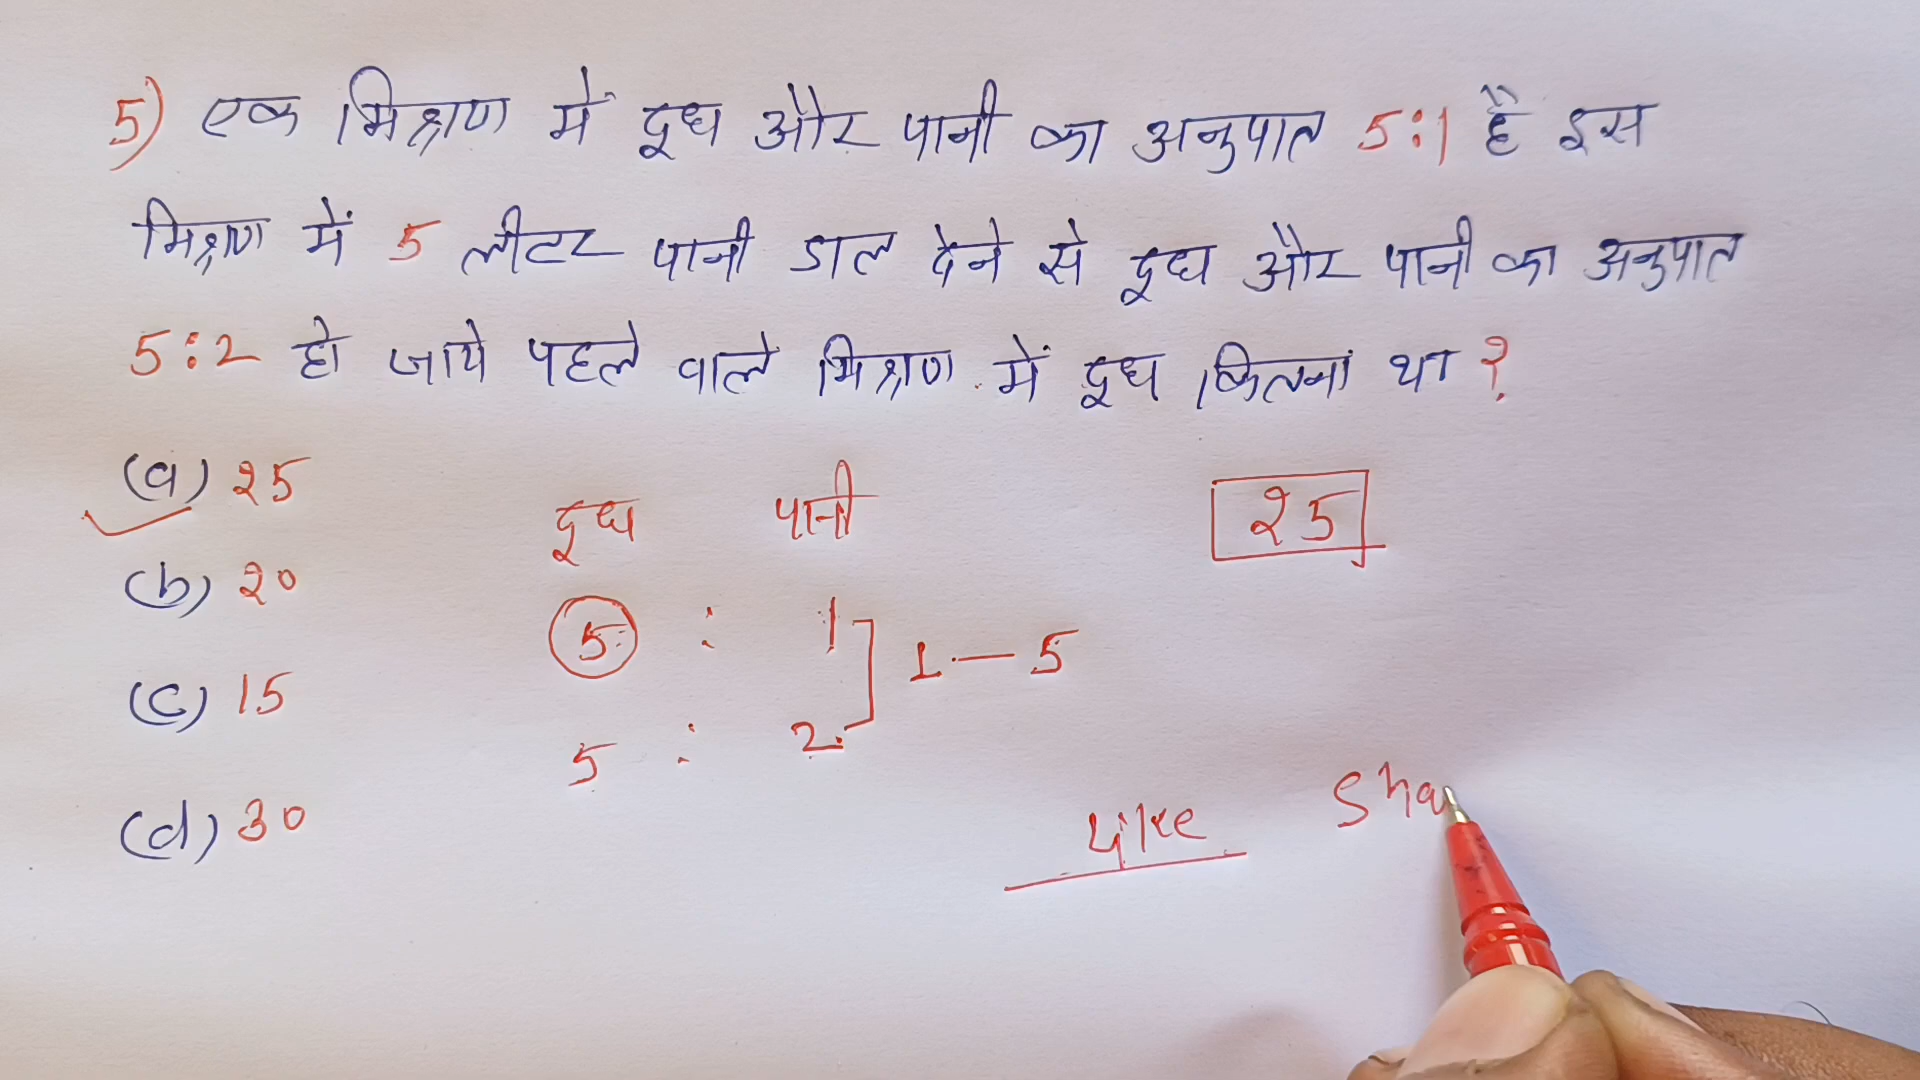 5) एक मिश्रण में दूध और पानी का अनुपात 5:1 है इस
मिश्रण में 5 लीटर पानी डाल देने से दूध और पानी का अनुपात
5:2 हो जाये पहले वाले मिश्रण में दूध कितना था ?
(a) 25
(b) 20
(c) 15
(d) 30
दूध पानी
5 : 1
5 : 2
1 — 5
25
Like
Sha